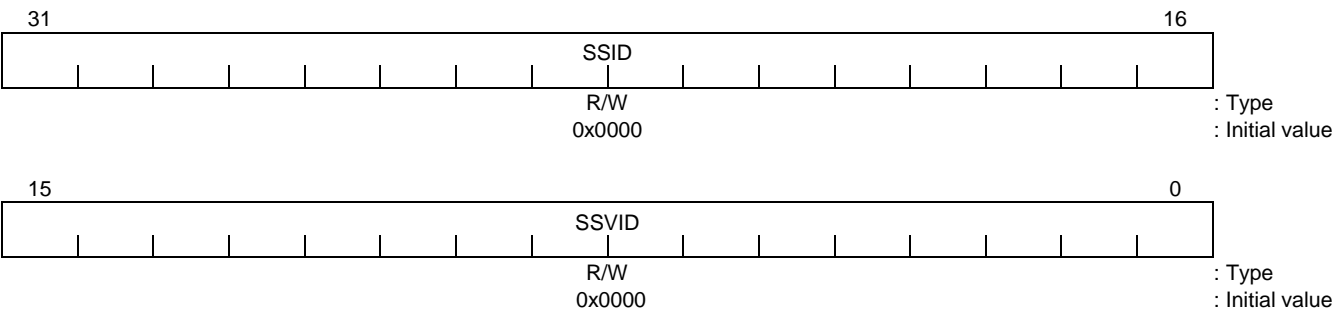 31 16
SSID
R/W : Type
0x0000 : Initial value
15 0
SSVID
R/W : Type
0x0000 : Initial value